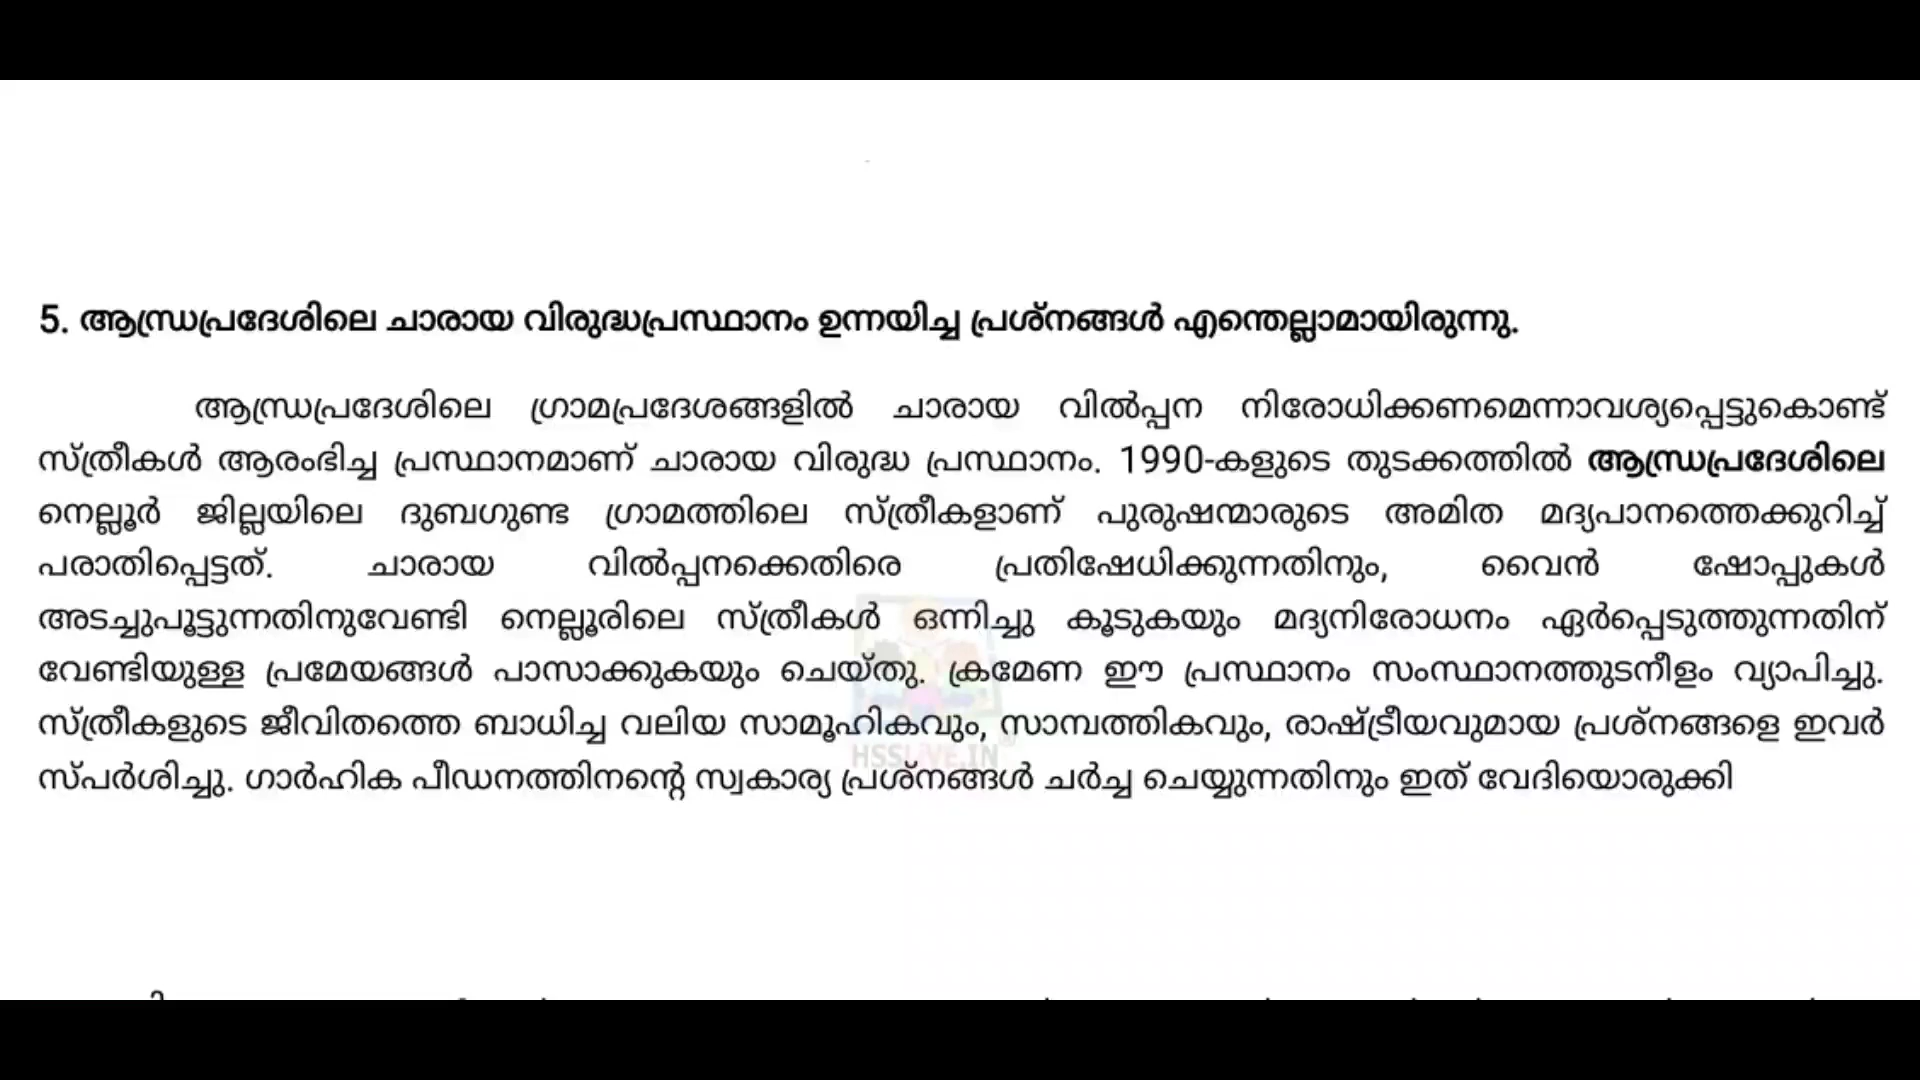 5. ആന്ധ്രപ്രദേശിലെ ചാരായ വിരുദ്ധപ്രസ്ഥാനം ഉന്നയിച്ച പ്രശ്നങ്ങൾ എന്തെല്ലാമായിരുന്നു.
ആന്ധ്രപ്രദേശിലെ ഗ്രാമപ്രദേശങ്ങളിൽ ചാരായ വിൽപ്പന നിരോധിക്കണമെന്നാവശ്യപ്പെട്ടുകൊണ്ട്
സ്ത്രീകൾ ആരംഭിച്ച പ്രസ്ഥാനമാണ് ചാരായ വിരുദ്ധ പ്രസ്ഥാനം. 1990-കളുടെ തുടക്കത്തിൽ ആന്ധ്രപ്രദേശിലെ
നെല്ലൂർ ജില്ലയിലെ ദുബഗുണ്ട ഗ്രാമത്തിലെ സ്ത്രീകളാണ് പുരുഷന്മാരുടെ അമിത മദ്യപാനത്തെക്കുറിച്ച്
പരാതിപ്പെട്ടത്. ചാരായ വിൽപ്പനക്കെതിരെ പ്രതിഷേധിക്കുന്നതിനും, വൈൻ ഷോപ്പുകൾ
അടച്ചുപൂട്ടുന്നതിനുവേണ്ടി നെല്ലൂരിലെ സ്ത്രീകൾ ഒന്നിച്ചു കൂടുകയും മദ്യനിരോധനം ഏർപ്പെടുത്തുന്നതിന്
വേണ്ടിയുള്ള പ്രമേയങ്ങൾ പാസാക്കുകയും ചെയ്തു. ക്രമേണ ഈ പ്രസ്ഥാനം സംസ്ഥാനത്തുടനീളം വ്യാപിച്ചു.
സ്ത്രീകളുടെ ജീവിതത്തെ ബാധിച്ച വലിയ സാമൂഹികവും, സാമ്പത്തികവും, രാഷ്ട്രീയവുമായ പ്രശ്നങ്ങളെ ഇവർ
സ്പർശിച്ചു. ഗാർഹിക പീഡനത്തിനന്റെ സ്വകാര്യ പ്രശ്നങ്ങൾ ചർച്ച ചെയ്യുന്നതിനും ഇത് വേദിയൊരുക്കി
HSSLIVE.IN